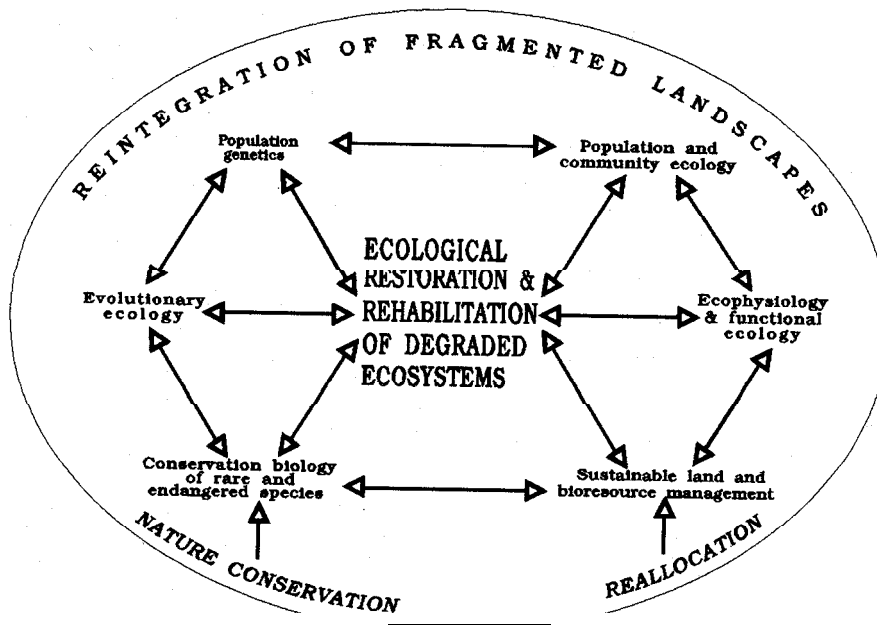 REINTEGRATION OF FRAGMENTED LANDSCAPES
Population
genetics
Population and
community ecology
ECOLOGICAL
RESTORATION &
REHABILITATION
OF DEGRADED
ECOSYSTEMS
Evolutionary
ecology
Ecophysiology
& functional
ecology
Conservation biology
of rare and
endangered species
Sustainable land and
bioresource management
NATURE CONSERVATION
REALLOCATION